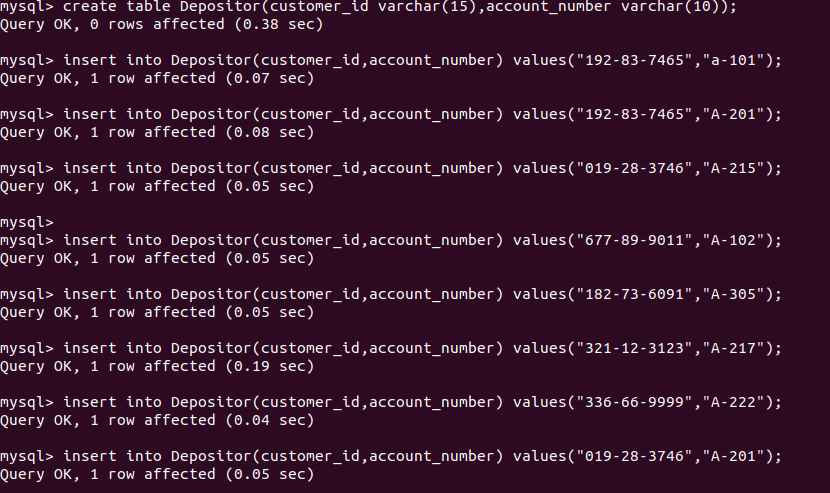 mysql> create table Depositor(customer_id varchar(15),account_number varchar(10));
Query OK, 0 rows affected (0.38 sec)
mysql> insert into Depositor(customer_id,account_number) values("192-83-7465","a-101");
Query OK, 1 row affected (0.07 sec)
mysql> insert into Depositor(customer_id,account_number) values("192-83-7465","A-201");
Query OK, 1 row affected (0.08 sec)
mysql> insert into Depositor(customer_id,account_number) values("019-28-3746","A-215");
Query OK, 1 row affected (0.05 sec)
mysql>
mysql> insert into Depositor(customer_id,account_number) values("677-89-9011","A-102");
Query OK, 1 row affected (0.05 sec)
mysql> insert into Depositor(customer_id,account_number) values("182-73-6091","A-305");
Query OK, 1 row affected (0.05 sec)
mysql> insert into Depositor(customer_id,account_number) values("321-12-3123","A-217");
Query OK, 1 row affected (0.19 sec)
mysql> insert into Depositor(customer_id,account_number) values("336-66-9999","A-222");
Query OK, 1 row affected (0.04 sec)
mysql> insert into Depositor(customer_id,account_number) values("019-28-3746","A-201");
Query OK, 1 row affected (0.05 sec)